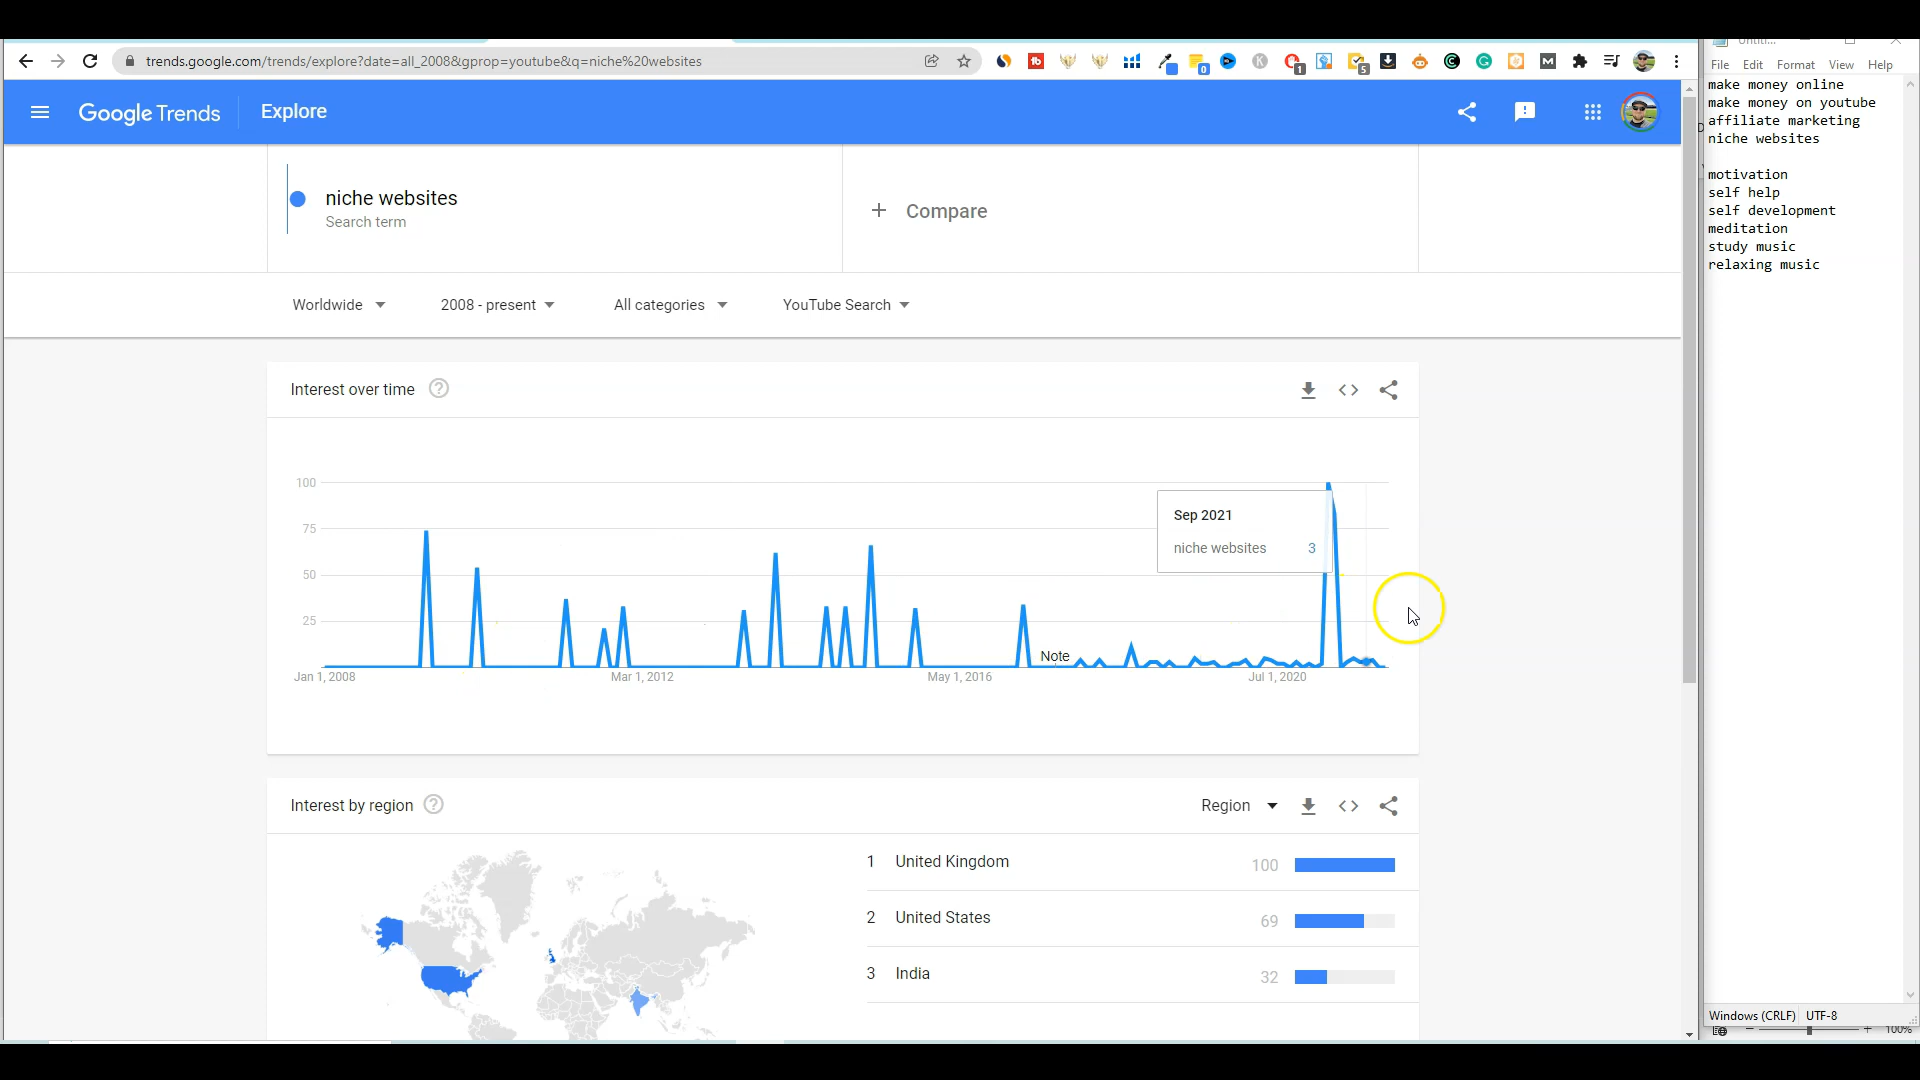 trends.google.com/trends/explore?date=all_2008&gprop=youtube&q=niche%20websites
File Edit Format View Help
Google Trends
Explore
make money online
make money on youtube
affiliate marketing
niche websites
motivation
self help
self development
meditation
study music
relaxing music
niche websites
Search term
+ Compare
Worldwide
2008 - present
All categories
YouTube Search
Interest over time
100
75
50
25
Sep 2021
niche websites 3
Note
Jan 1, 2008
Mar 1, 2012
May 1, 2016
Jul 1, 2020
Interest by region
Region
1 United Kingdom 100
2 United States 69
3 India 32
Windows (CRLF) UTF-8
100%